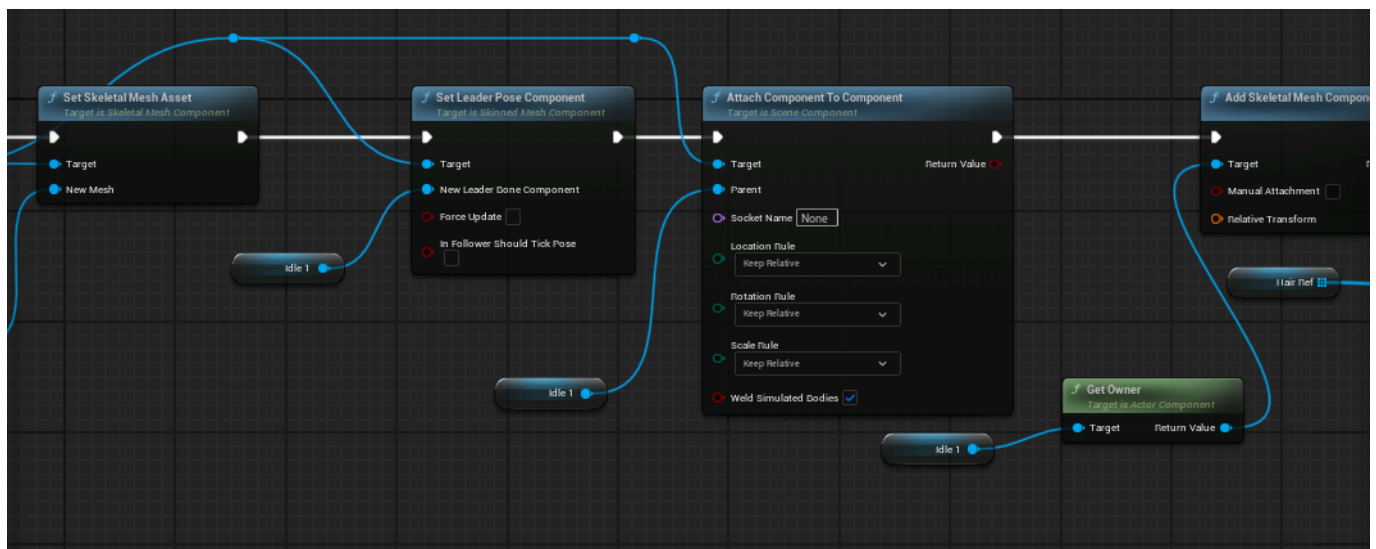 Set Skeletal Mesh Asset
Target is Skeletal Mesh Component
Target
New Mesh
Idle 1
Set Leader Pose Component
Target is Skinned Mesh Component
Target
New Leader Bone Component
Force Update
In Follower Should Tick Pose
Idle 1
Attach Component To Component
Target is Scene Component
Target
Return Value
Parent
Socket Name None
Location Rule
Keep Relative
Rotation Rule
Keep Relative
Scale Rule
Keep Relative
Weld Simulated Bodies
Idle 1
Get Owner
Target is Actor Component
Target
Return Value
Add Skeletal Mesh Compon
Target
Manual Attachment
Relative Transform
Hair Ref